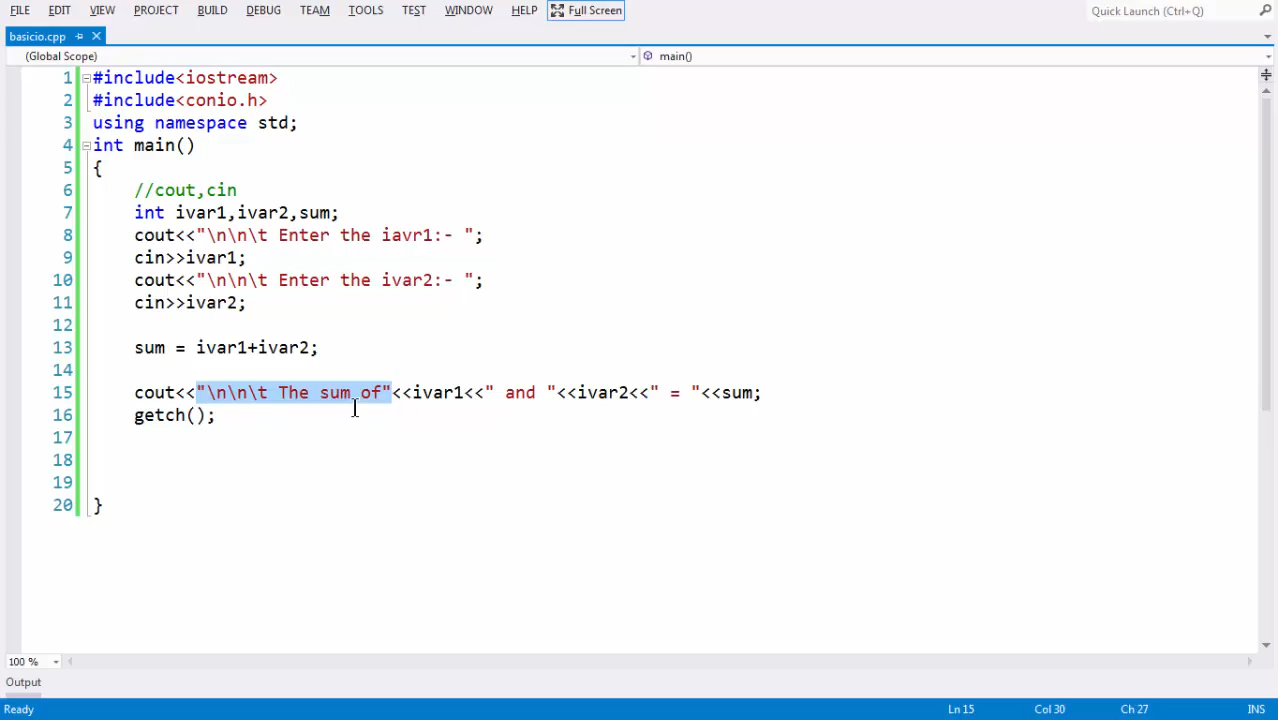 FILE EDIT VIEW PROJECT BUILD DEBUG TEAM TOOLS TEST WINDOW HELP Full Screen Quick Launch (Ctrl+Q)
basicio.cpp
(Global Scope) main()
1 #include<iostream>
2 #include<conio.h>
3 using namespace std;
4 int main()
5 {
6 //cout,cin
7 int ivar1,ivar2,sum;
8 cout<<"\n\n\t Enter the iavr1:- ";
9 cin>>ivar1;
10 cout<<"\n\n\t Enter the ivar2:- ";
11 cin>>ivar2;
12
13 sum = ivar1+ivar2;
14
15 cout<<"\n\n\t The sum of"<<ivar1<<" and "<<ivar2<<" = "<<sum;
16 getch();
17
18
19
20 }
100 %
Output
Ready Ln 15 Col 30 Ch 27 INS